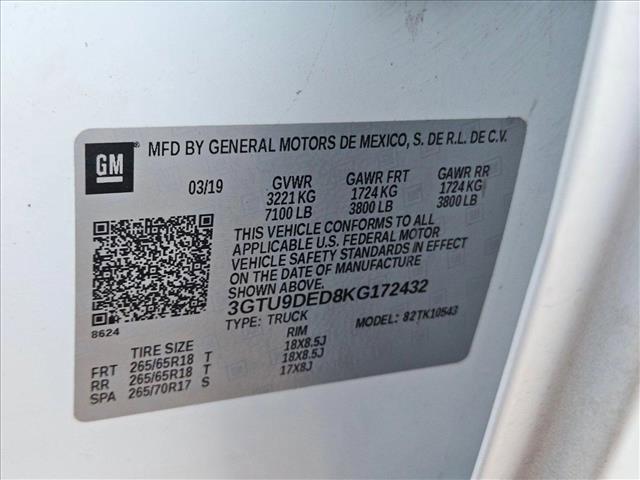 GM
MFD BY GENERAL MOTORS DE MEXICO, S. DE R.L. DE C.V.
03/19 GVWR GAWR FRT GAWR RR
3221 KG 1724 KG 1724 KG
7100 LB 3800 LB 3800 LB
THIS VEHICLE CONFORMS TO ALL
APPLICABLE U.S. FEDERAL MOTOR
VEHICLE SAFETY STANDARDS IN EFFECT
ON THE DATE OF MANUFACTURE
SHOWN ABOVE.
3GTU9DED8KG172432
8624
TYPE: TRUCK MODEL: 82TK10543
TIRE SIZE RIM
FRT 265/65R18 T 18X8.5J
RR 265/65R18 T 18X8.5J
SPA 265/70R17 S 17X8J